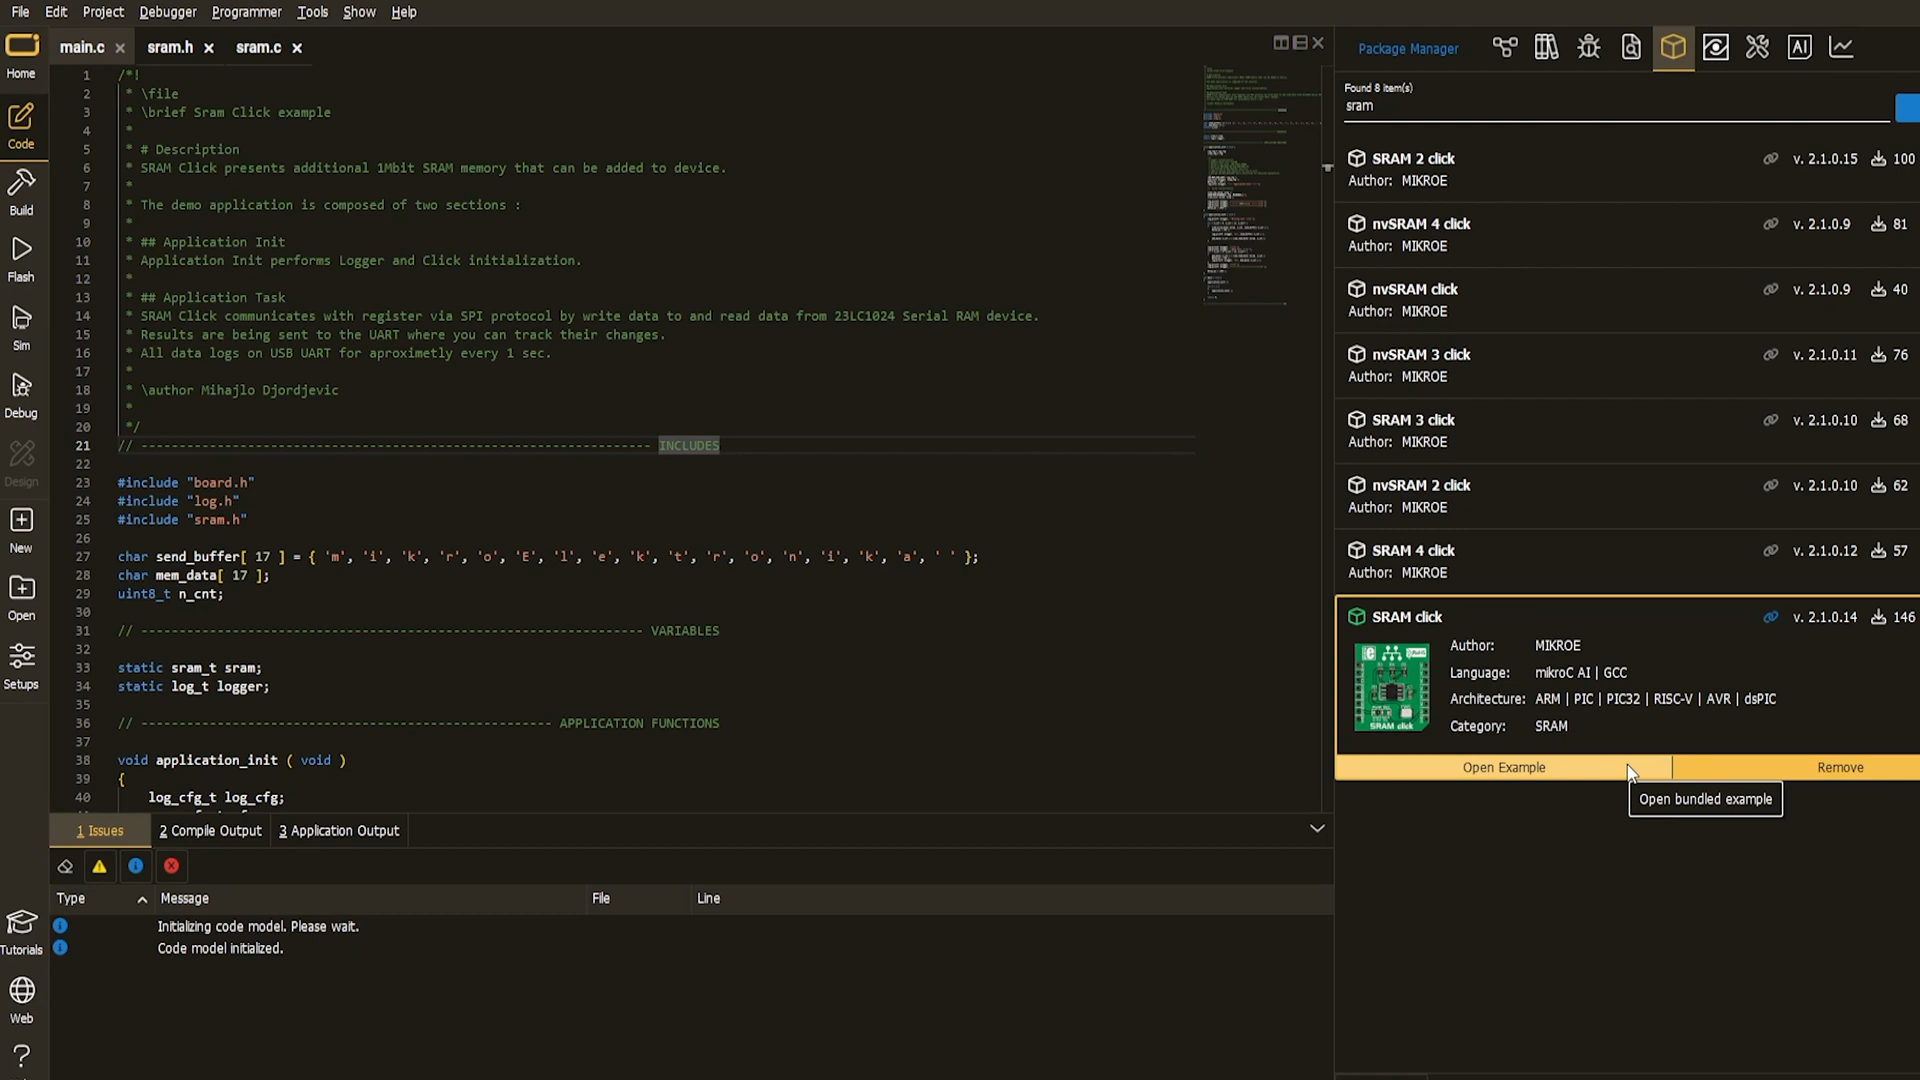 File Edit Project Debugger Programmer Tools Show Help
Home
Code
Build
Flash
Sim
Debug
Design
New
Open
Setups
Tutorials
Web
main.c
sram.h
sram.c
1 /*!
2 * \file
3 * \brief Sram Click example
4 *
5 * # Description
6 * SRAM Click presents additional 1Mbit SRAM memory that can be added to device.
7 *
8 * The demo application is composed of two sections :
9 *
10 * ## Application Init
11 * Application Init performs Logger and Click initialization.
12 *
13 * ## Application Task
14 * SRAM Click communicates with register via SPI protocol by write data to and read data from 23LC1024 Serial RAM device.
15 * Results are being sent to the UART where you can track their changes.
16 * All data logs on USB UART for aproximetly every 1 sec.
17 *
18 * \author Mihajlo Djordjevic
19 *
20 */
21 // ------------------------------------------------------------------- INCLUDES
22
23 #include "board.h"
24 #include "log.h"
25 #include "sram.h"
26
27 char send_buffer[ 17 ] = { 'm', 'i', 'k', 'r', 'o', 'E', 'l', 'e', 'k', 't', 'r', 'o', 'n', 'i', 'k', 'a', ' ' };
28 char mem_data[ 17 ];
29 uint8_t n_cnt;
30
31 // ------------------------------------------------------------------ VARIABLES
32
33 static sram_t sram;
34 static log_t logger;
35
36 // ------------------------------------------------------ APPLICATION FUNCTIONS
37
38 void application_init ( void )
39 {
40 log_cfg_t log_cfg;
1 Issues
2 Compile Output
3 Application Output
Type Message File Line
Initializing code model. Please wait.
Code model initialized.
Package Manager
AI
Found 8 item(s)
sram
SRAM 2 click v. 2.1.0.15 100
Author: MIKROE
nvSRAM 4 click v. 2.1.0.9 81
Author: MIKROE
nvSRAM click v. 2.1.0.9 40
Author: MIKROE
nvSRAM 3 click v. 2.1.0.11 76
Author: MIKROE
SRAM 3 click v. 2.1.0.10 68
Author: MIKROE
nvSRAM 2 click v. 2.1.0.10 62
Author: MIKROE
SRAM 4 click v. 2.1.0.12 57
Author: MIKROE
SRAM click v. 2.1.0.14 146
SRAM click
Author: MIKROE
Language: mikroC AI | GCC
Architecture: ARM | PIC | PIC32 | RISC-V | AVR | dsPIC
Category: SRAM
Open Example
Remove
Open bundled example